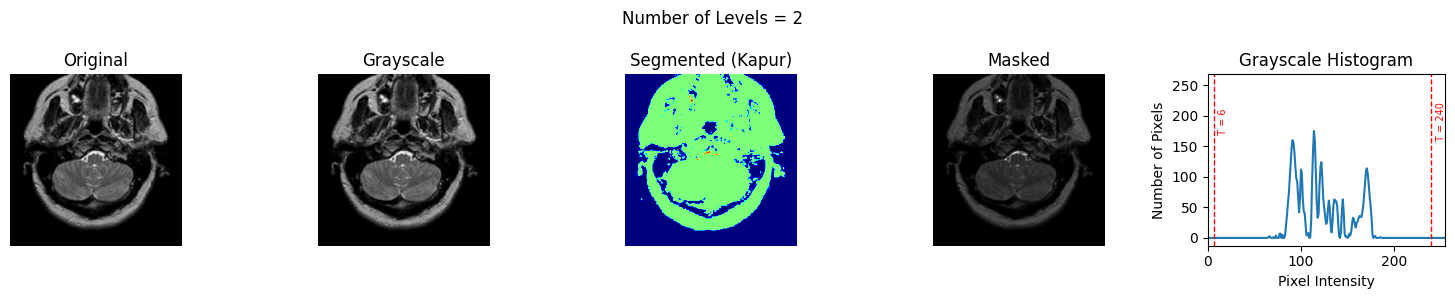 Number of Levels = 2
Original
Grayscale
Segmented (Kapur)
Masked
Grayscale Histogram
250
200
150
100
50
0
Number of Pixels
T = 6
T = 240
0
100
200
Pixel Intensity